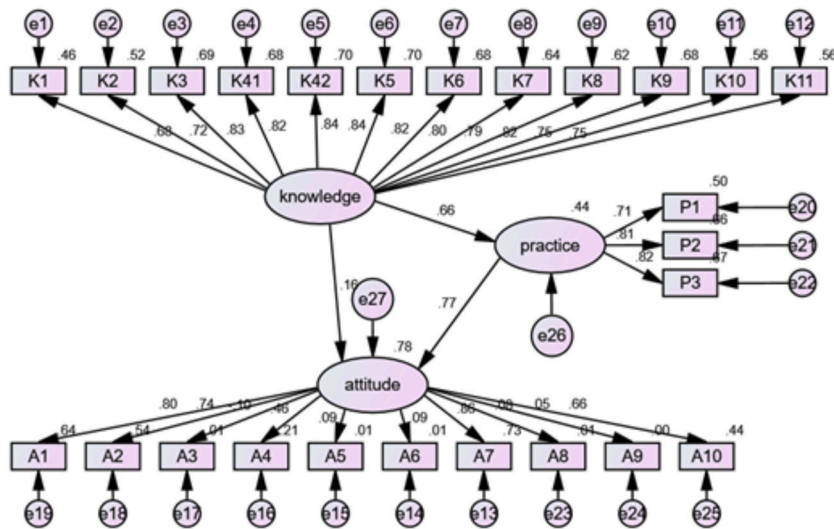 e1 e2 e3 e4 e5 e6 e7 e8 e9 e10 e11 e12
.46 .52 .69 .68 .70 .70 .68 .64 .62 .68 .56 .56
K1 K2 K3 K41 K42 K5 K6 K7 K8 K9 K10 K11
.68 .72 .83 .82 .84 .84 .82 .80 .79 .82 .75 .75
knowledge
.66
.44
practice
.50
.71
P1
e20
.66
.81
P2
e21
.67
.82
P3
e22
.16
e27
.77
e26
.78
attitude
.80 .74 -.10 .46 .09 .09 .86 .08 .05 .66
.64 .54 .01 .21 .01 .01 .73 .01 .00 .44
A1 A2 A3 A4 A5 A6 A7 A8 A9 A10
e19 e18 e17 e16 e15 e14 e13 e23 e24 e25